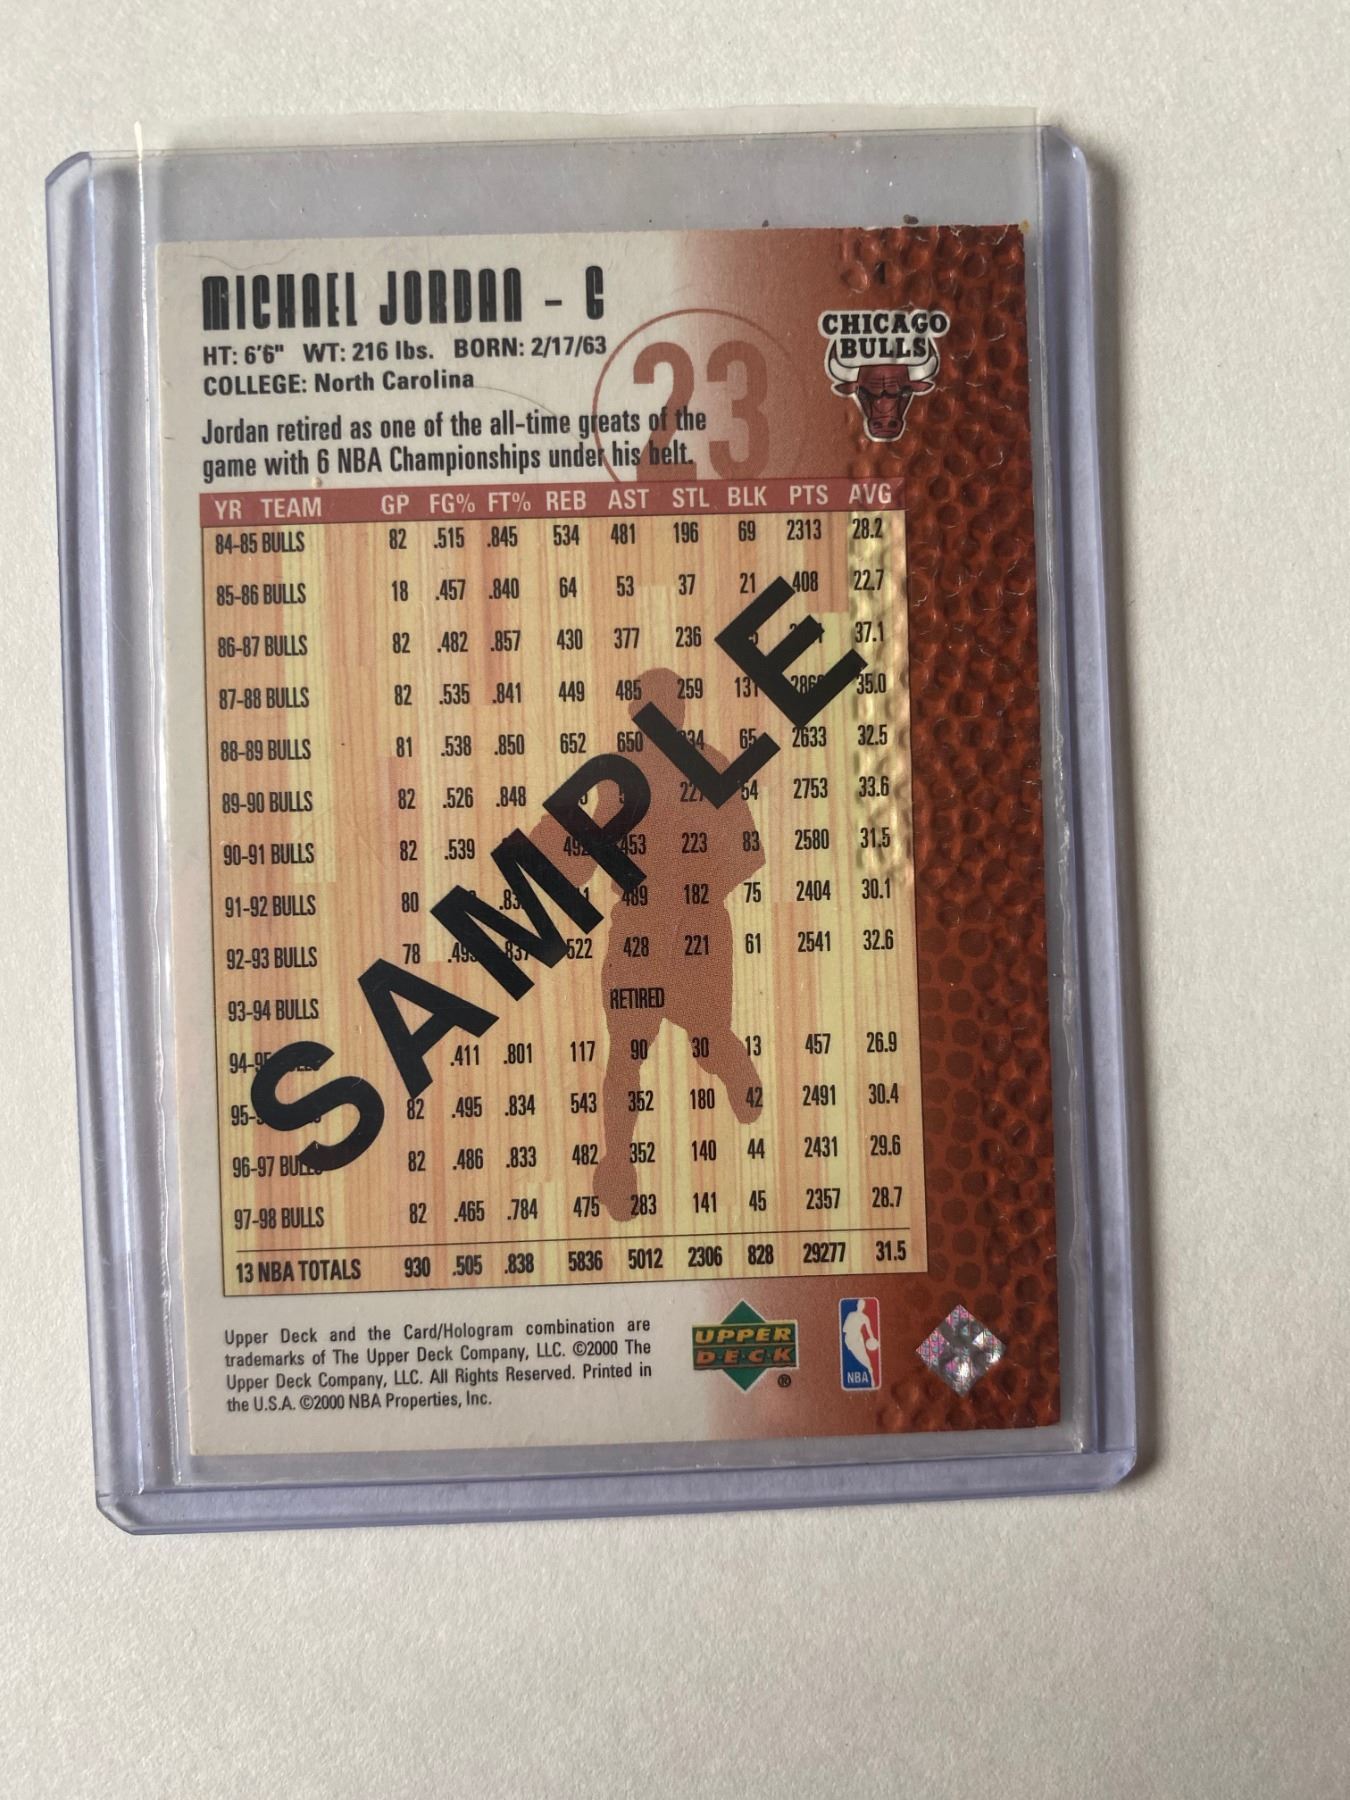 1
MICHAEL JORDAN - G
CHICAGO
BULLS
HT: 6'6" WT: 216 lbs. BORN: 2/17/63
COLLEGE: North Carolina
23
Jordan retired as one of the all-time greats of the
game with 6 NBA Championships under his belt.
YR TEAM GP FG% FT% REB AST STL BLK PTS AVG
84-85 BULLS 82 .515 .845 534 481 196 69 2313 28.2
85-86 BULLS 18 .457 .840 64 53 37 21 408 22.7
86-87 BULLS 82 .482 .857 430 377 236 37.1
87-88 BULLS 82 .535 .841 449 485 259 131 35.0
88-89 BULLS 81 .538 .850 652 650 65 2633 32.5
89-90 BULLS 82 .526 .848 227 54 2753 33.6
90-91 BULLS 82 .539 492 453 223 83 2580 31.5
91-92 BULLS 80 489 182 75 2404 30.1
92-93 BULLS 78 .837 522 428 221 61 2541 32.6
93-94 BULLS RETIRED
.411 .801 117 90 30 13 457 26.9
82 .495 .834 543 352 180 42 2491 30.4
96-97 BULLS 82 .486 .833 482 352 140 44 2431 29.6
97-98 BULLS 82 .465 .784 475 283 141 45 2357 28.7
13 NBA TOTALS 930 .505 .838 5836 5012 2306 828 29277 31.5
SAMPLE
Upper Deck and the Card/Hologram combination are
trademarks of The Upper Deck Company, LLC. ©2000 The
Upper Deck Company, LLC. All Rights Reserved. Printed in
the U.S.A. ©2000 NBA Properties, Inc.
UPPER
DECK
®
NBA